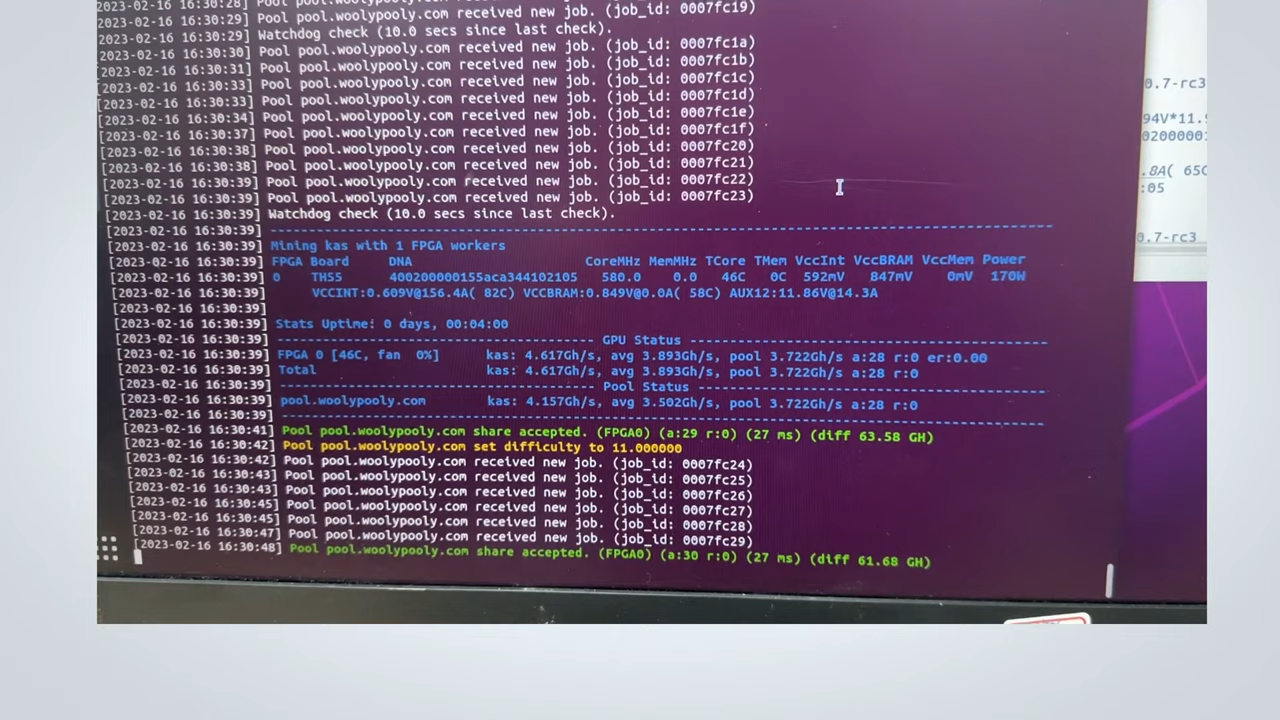 [2023-02-16 16:30:28] Pool pool.woolypooly.com received new job.
[2023-02-16 16:30:29] Pool pool.woolypooly.com received new job. (job_id: 0007fc19)
[2023-02-16 16:30:29] Watchdog check (10.0 secs since last check).
[2023-02-16 16:30:30] Pool pool.woolypooly.com received new job. (job_id: 0007fc1a)
[2023-02-16 16:30:31] Pool pool.woolypooly.com received new job. (job_id: 0007fc1b)
[2023-02-16 16:30:33] Pool pool.woolypooly.com received new job. (job_id: 0007fc1c)
[2023-02-16 16:30:33] Pool pool.woolypooly.com received new job. (job_id: 0007fc1d)
[2023-02-16 16:30:34] Pool pool.woolypooly.com received new job. (job_id: 0007fc1e)
[2023-02-16 16:30:37] Pool pool.woolypooly.com received new job. (job_id: 0007fc1f)
[2023-02-16 16:30:38] Pool pool.woolypooly.com received new job. (job_id: 0007fc20)
[2023-02-16 16:30:38] Pool pool.woolypooly.com received new job. (job_id: 0007fc21)
[2023-02-16 16:30:39] Pool pool.woolypooly.com received new job. (job_id: 0007fc22)
[2023-02-16 16:30:39] Pool pool.woolypooly.com received new job. (job_id: 0007fc23)
[2023-02-16 16:30:39] Watchdog check (10.0 secs since last check).
[2023-02-16 16:30:39] ----------------------------------------
[2023-02-16 16:30:39] Mining kas with 1 FPGA workers
[2023-02-16 16:30:39] FPGA Board DNA CoreMHz MemMHz TCore TMem VccInt VccBRAM VccMem Power
[2023-02-16 16:30:39] 0 TH55 400200000155aca344102105 580.0 0.0 46C 0C 592mV 847mV 0mV 170W
[2023-02-16 16:30:39] VCCINT:0.609V@156.4A( 82C) VCCBRAM:0.849V@0.0A( 58C) AUX12:11.86V@14.3A
[2023-02-16 16:30:39]
[2023-02-16 16:30:39] Stats Uptime: 0 days, 00:04:00
[2023-02-16 16:30:39] ---------------------------------------- GPU Status ----------------------------------------
[2023-02-16 16:30:39] FPGA 0 [46C, fan 0%] kas: 4.617Gh/s, avg 3.893Gh/s, pool 3.722Gh/s a:28 r:0 er:0.00
[2023-02-16 16:30:39] Total kas: 4.617Gh/s, avg 3.893Gh/s, pool 3.722Gh/s a:28 r:0
[2023-02-16 16:30:39] ---------------------------------------- Pool Status ----------------------------------------
[2023-02-16 16:30:39] pool.woolypooly.com kas: 4.157Gh/s, avg 3.502Gh/s, pool 3.722Gh/s a:28 r:0
[2023-02-16 16:30:39] ----------------------------------------
[2023-02-16 16:30:41] Pool pool.woolypooly.com share accepted. (FPGA0) (a:29 r:0) (27 ms) (diff 63.58 GH)
[2023-02-16 16:30:42] Pool pool.woolypooly.com set difficulty to 11.000000
[2023-02-16 16:30:42] Pool pool.woolypooly.com received new job. (job_id: 0007fc24)
[2023-02-16 16:30:43] Pool pool.woolypooly.com received new job. (job_id: 0007fc25)
[2023-02-16 16:30:43] Pool pool.woolypooly.com received new job. (job_id: 0007fc26)
[2023-02-16 16:30:45] Pool pool.woolypooly.com received new job. (job_id: 0007fc27)
[2023-02-16 16:30:45] Pool pool.woolypooly.com received new job. (job_id: 0007fc28)
[2023-02-16 16:30:47] Pool pool.woolypooly.com received new job. (job_id: 0007fc29)
[2023-02-16 16:30:48] Pool pool.woolypooly.com share accepted. (FPGA0) (a:30 r:0) (27 ms) (diff 61.68 GH)
0.7-rc3
94V*11.
02000001
.8A( 65C
:05
0.7-rc3